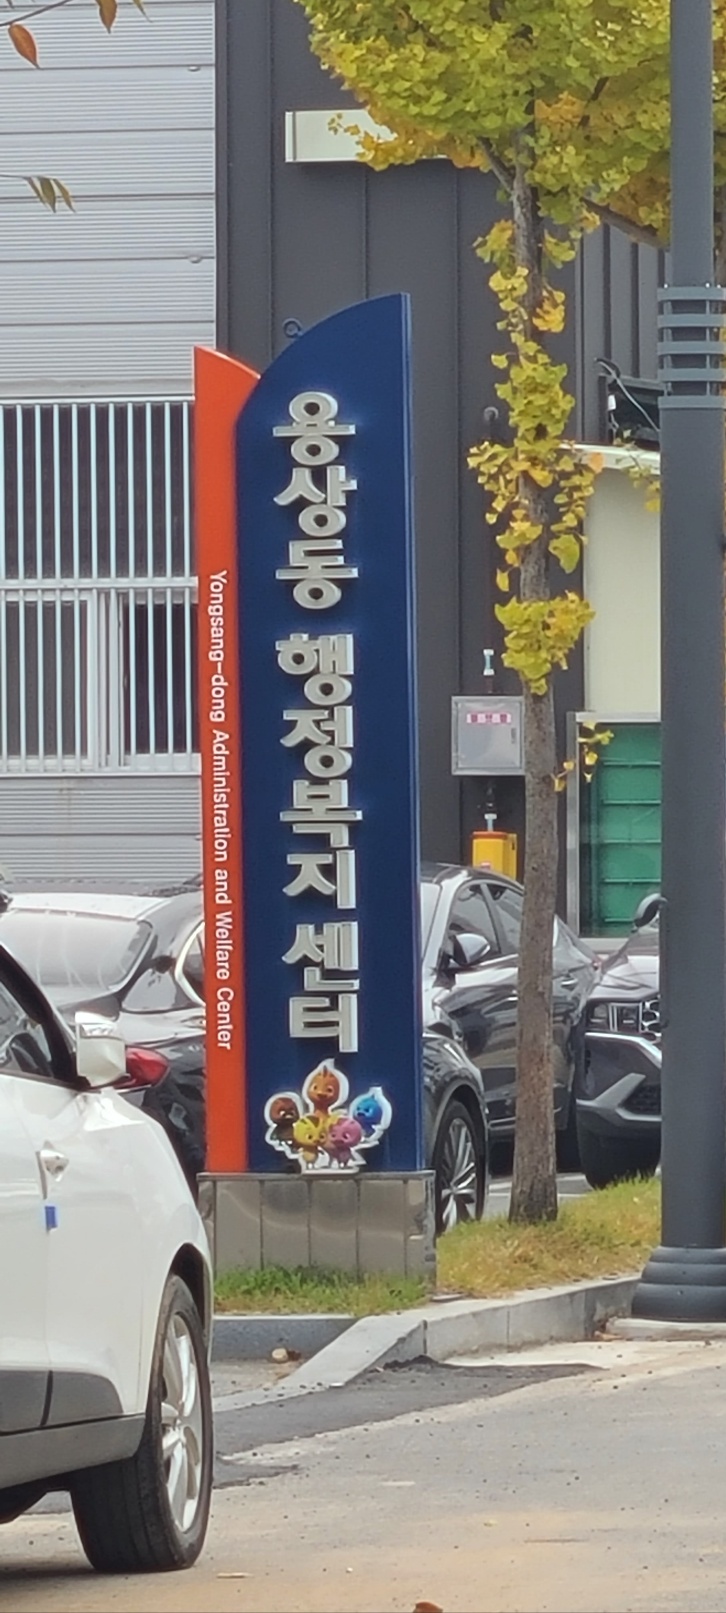 용상동 행정복지 센터
Yongsang-dong Administration and Welfare Center